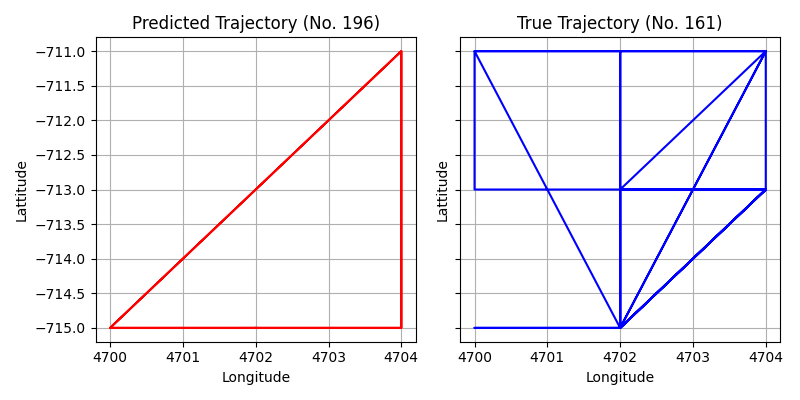 Predicted Trajectory (No. 196)
True Trajectory (No. 161)
Lattitude
−711.0
−711.5
−712.0
−712.5
−713.0
−713.5
−714.0
−714.5
−715.0
4700 4701 4702 4703 4704
Longitude
Lattitude
4700 4701 4702 4703 4704
Longitude